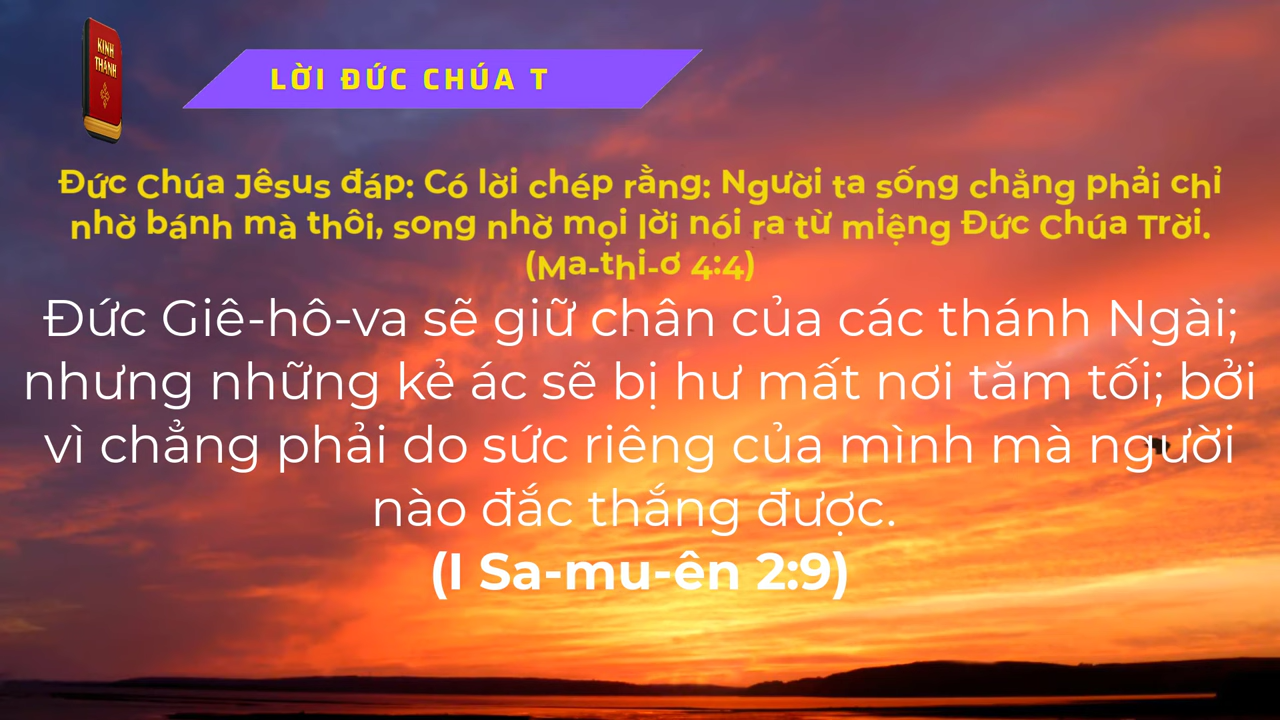 KINH
THÁNH
LỜI ĐỨC CHÚA T
Đức Chúa Jêsus đáp: Có lời chép rằng: Người ta sống chẳng phải chỉ
nhờ bánh mà thôi, song nhờ mọi lời nói ra từ miệng Đức Chúa Trời.
(Ma-thi-ơ 4:4)
Đức Giê-hô-va sẽ giữ chân của các thánh Ngài;
nhưng những kẻ ác sẽ bị hư mất nơi tăm tối; bởi
vì chẳng phải do sức riêng của mình mà người
nào đắc thắng được.
(I Sa-mu-ên 2:9)